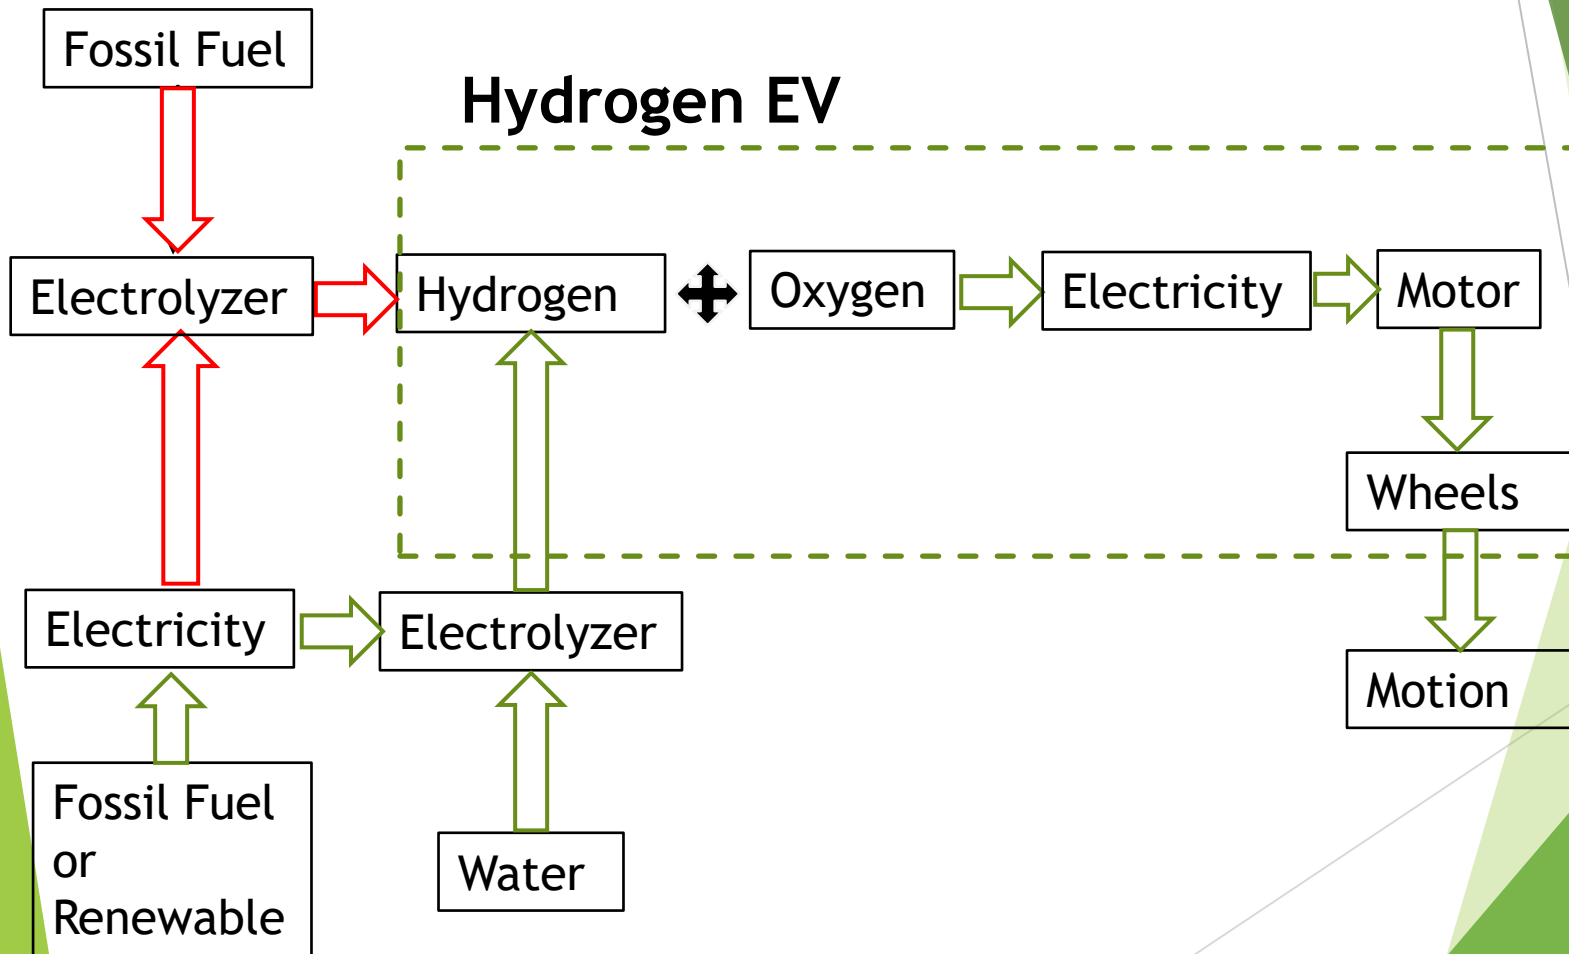 Fossil Fuel
Hydrogen EV
Electrolyzer
Hydrogen
Oxygen
Electricity
Motor
Wheels
Electricity
Electrolyzer
Motion
Fossil Fuel
or
Renewable
Water